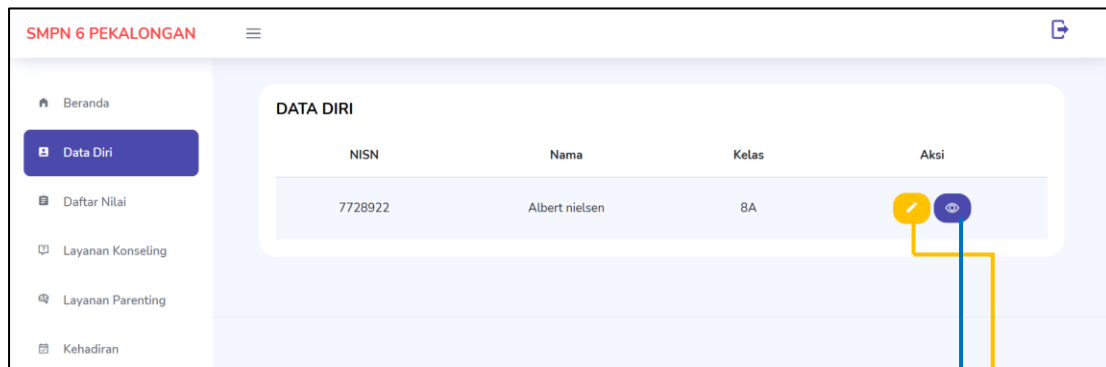 SMPN 6 PEKALONGAN
Beranda
Data Diri
Daftar Nilai
Layanan Konseling
Layanan Parenting
Kehadiran
DATA DIRI
NISN Nama Kelas Aksi
7728922 Albert nielsen 8A